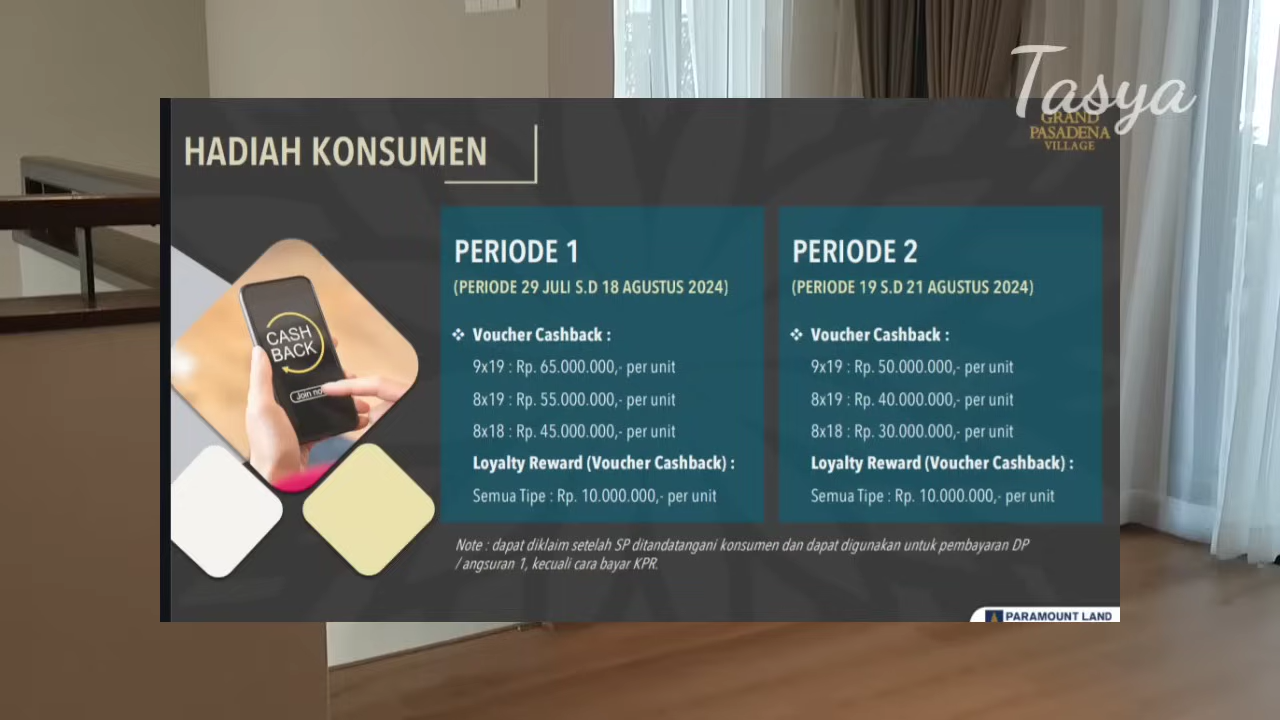 Tasya
GRAND
PASADENA
VILLAGE
HADIAH KONSUMEN
CASH
BACK
Join now
PERIODE 1
(PERIODE 29 JULI S.D 18 AGUSTUS 2024)
❖ Voucher Cashback :
9x19 : Rp. 65.000.000,- per unit
8x19 : Rp. 55.000.000,- per unit
8x18 : Rp. 45.000.000,- per unit
Loyalty Reward (Voucher Cashback) :
Semua Tipe : Rp. 10.000.000,- per unit
PERIODE 2
(PERIODE 19 S.D 21 AGUSTUS 2024)
❖ Voucher Cashback :
9x19 : Rp. 50.000.000,- per unit
8x19 : Rp. 40.000.000,- per unit
8x18 : Rp. 30.000.000,- per unit
Loyalty Reward (Voucher Cashback) :
Semua Tipe : Rp. 10.000.000,- per unit
Note : dapat diklaim setelah SP ditandatangani konsumen dan dapat digunakan untuk pembayaran DP
/ angsuran 1, kecuali cara bayar KPR.
PARAMOUNT LAND